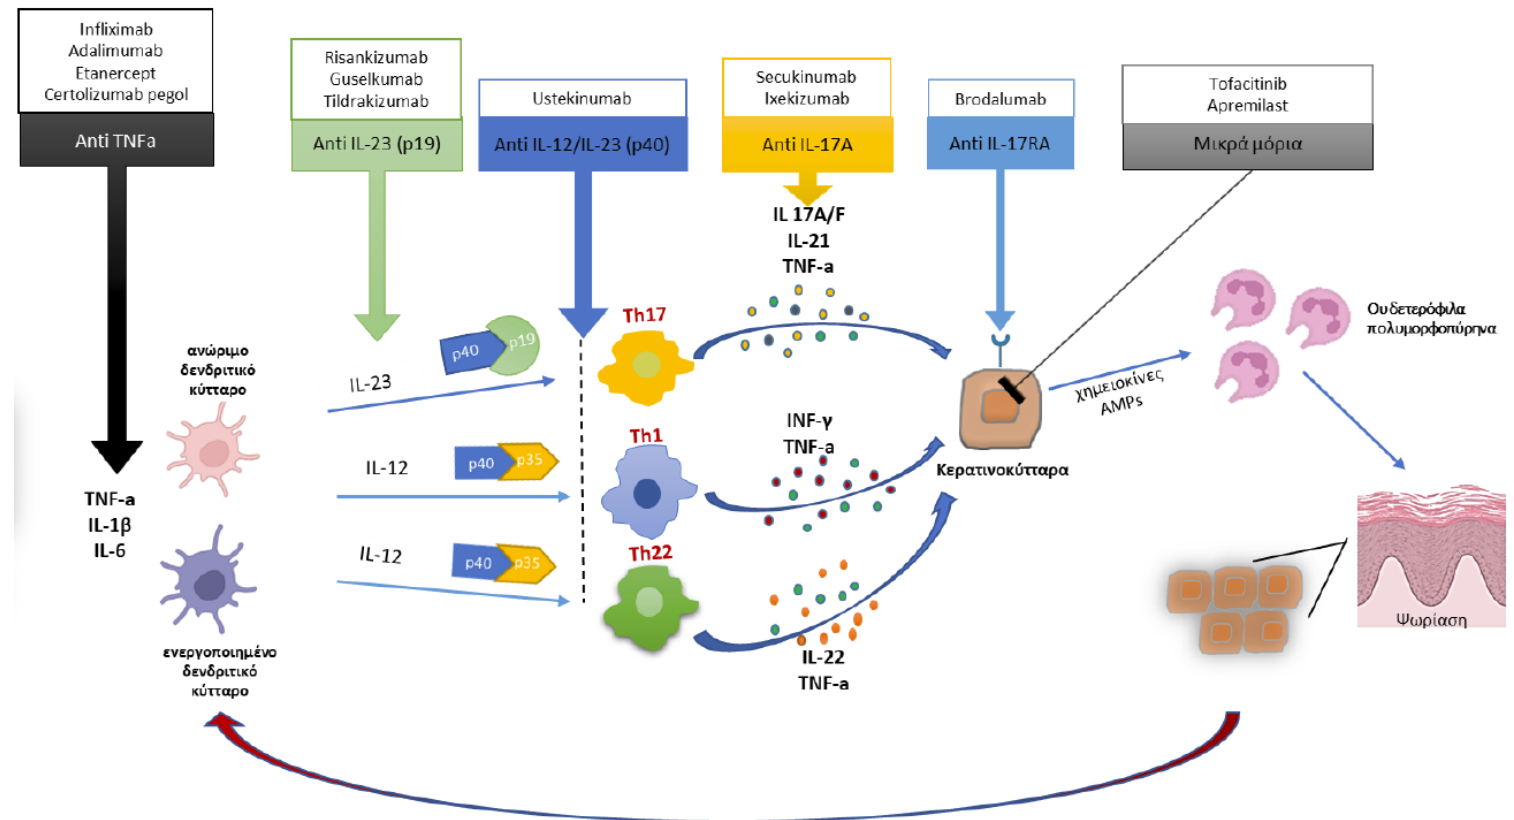 Infliximab
Adalimumab
Etanercept
Certolizumab pegol
Anti TNFa
Risankizumab
Guselkumab
Tildrakizumab
Anti IL-23 (p19)
Ustekinumab
Anti IL-12/IL-23 (p40)
Secukinumab
Ixekizumab
Anti IL-17A
Brodalumab
Anti IL-17RA
Tofacitinib
Apremilast
Μικρά μόρια
IL 17A/F
IL-21
TNF-a
Th17
p40
p19
IL-23
ανώριμο
δενδριτικό
κύτταρο
Ουδετερόφιλα
πολυμορφοπύρηνα
χημειοκίνες
AMPs
INF-γ
TNF-a
Th1
IL-12
p40
p35
Κερατινοκύτταρα
TNF-a
IL-1β
IL-6
IL-12
p40
p35
Th22
Ψωρίαση
ενεργοποιημένο
δενδριτικό
κύτταρο
IL-22
TNF-a